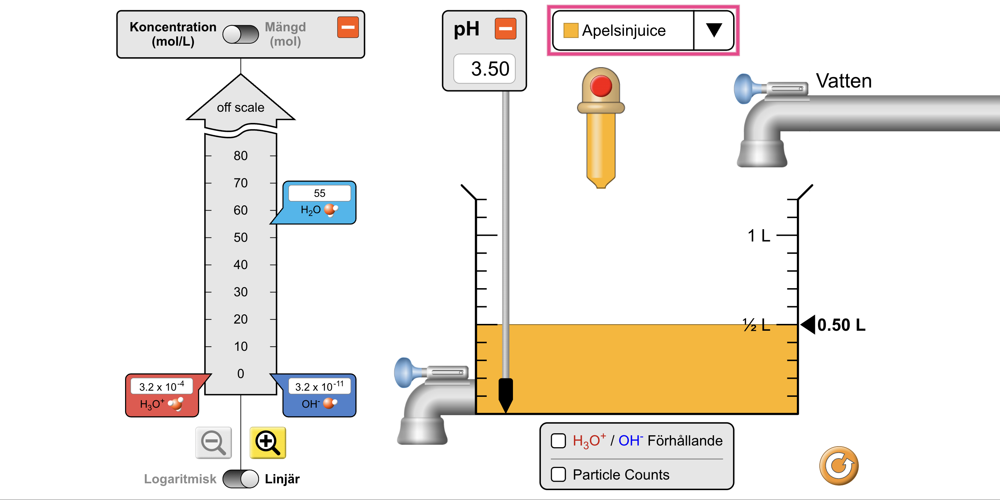 Koncentration
(mol/L)
Mängd
(mol)
off scale
80
70
60
50
40
30
20
10
0
55
H₂O
3.2 x 10⁻⁴
H₃O⁺
3.2 x 10⁻¹¹
OH⁻
Logaritmisk
Linjär
pH
3.50
Apelsinjuice
Vatten
1 L
½ L
0.50 L
H₃O⁺ / OH⁻ Förhållande
Particle Counts